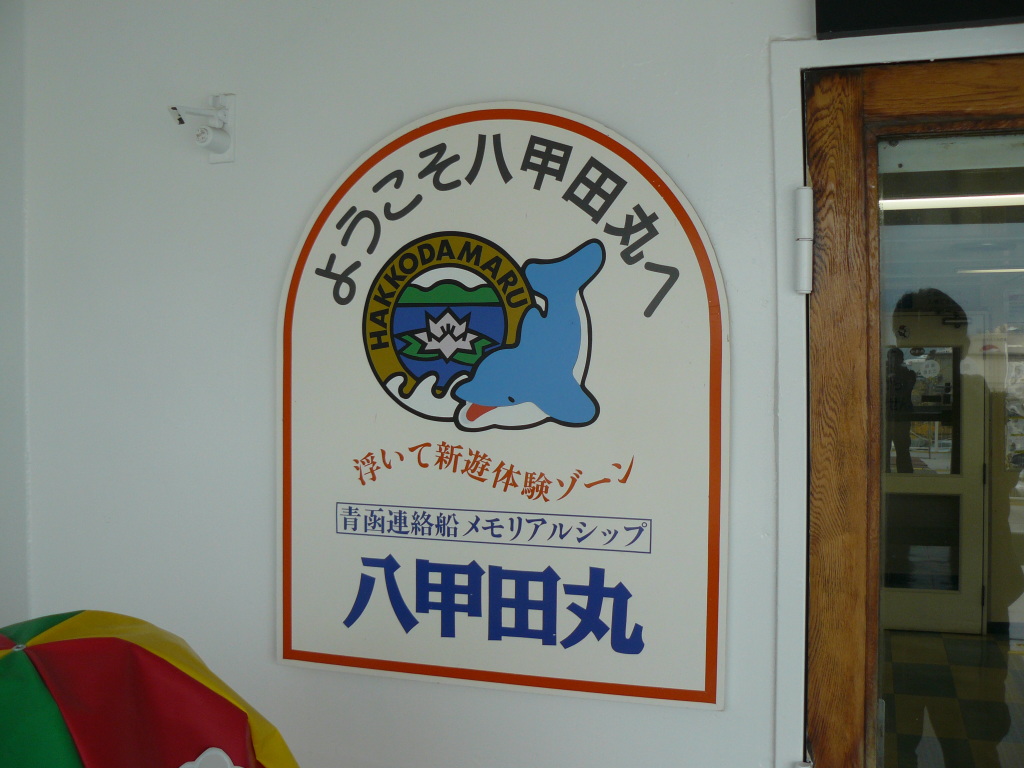 ようこそ八甲田丸へ
HAKKODAMARU
浮いて新遊体験ゾーン
青函連絡船メモリアルシップ
八甲田丸